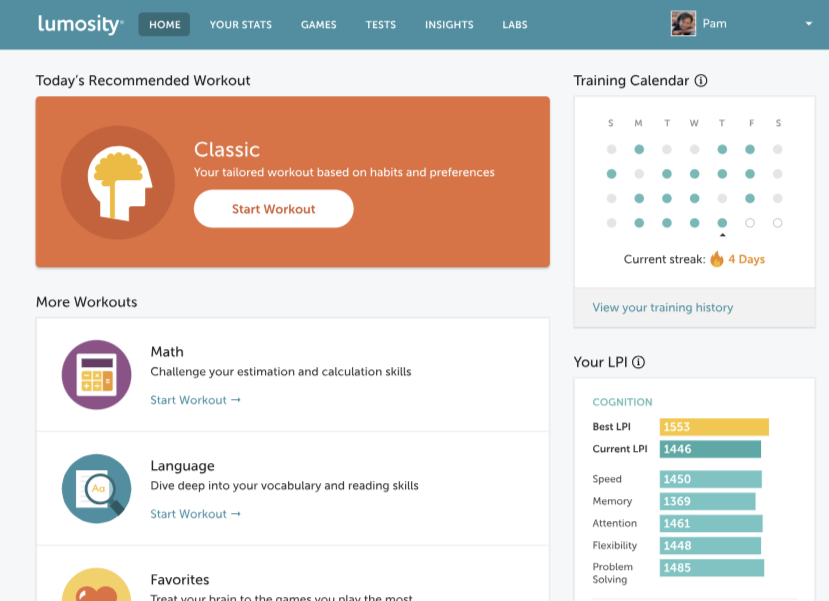 lumosity
HOME
YOUR STATS
GAMES
TESTS
INSIGHTS
LABS
Pam
Today's Recommended Workout
Classic
Your tailored workout based on habits and preferences
Start Workout
More Workouts
Math
Challenge your estimation and calculation skills
Start Workout →
Aa
Language
Dive deep into your vocabulary and reading skills
Start Workout →
Favorites
Treat your brain to the games you play the most
Training Calendar
S M T W T F S
Current streak: 4 Days
View your training history
Your LPI
COGNITION
Best LPI 1553
Current LPI 1446
Speed 1450
Memory 1369
Attention 1461
Flexibility 1448
Problem 1485
Solving